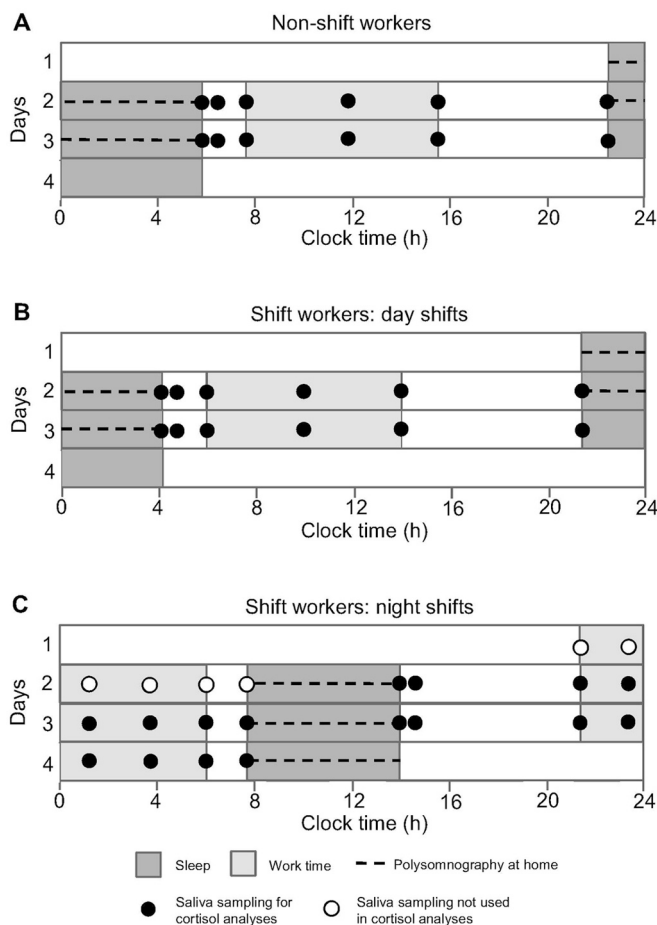 A
Non-shift workers
Days
1
2
3
4
0 4 8 12 16 20 24
Clock time (h)
B
Shift workers: day shifts
Days
1
2
3
4
0 4 8 12 16 20 24
Clock time (h)
C
Shift workers: night shifts
Days
1
2
3
4
0 4 8 12 16 20 24
Clock time (h)
Sleep Work time Polysomnography at home
Saliva sampling for
cortisol analyses
Saliva sampling not used
in cortisol analyses